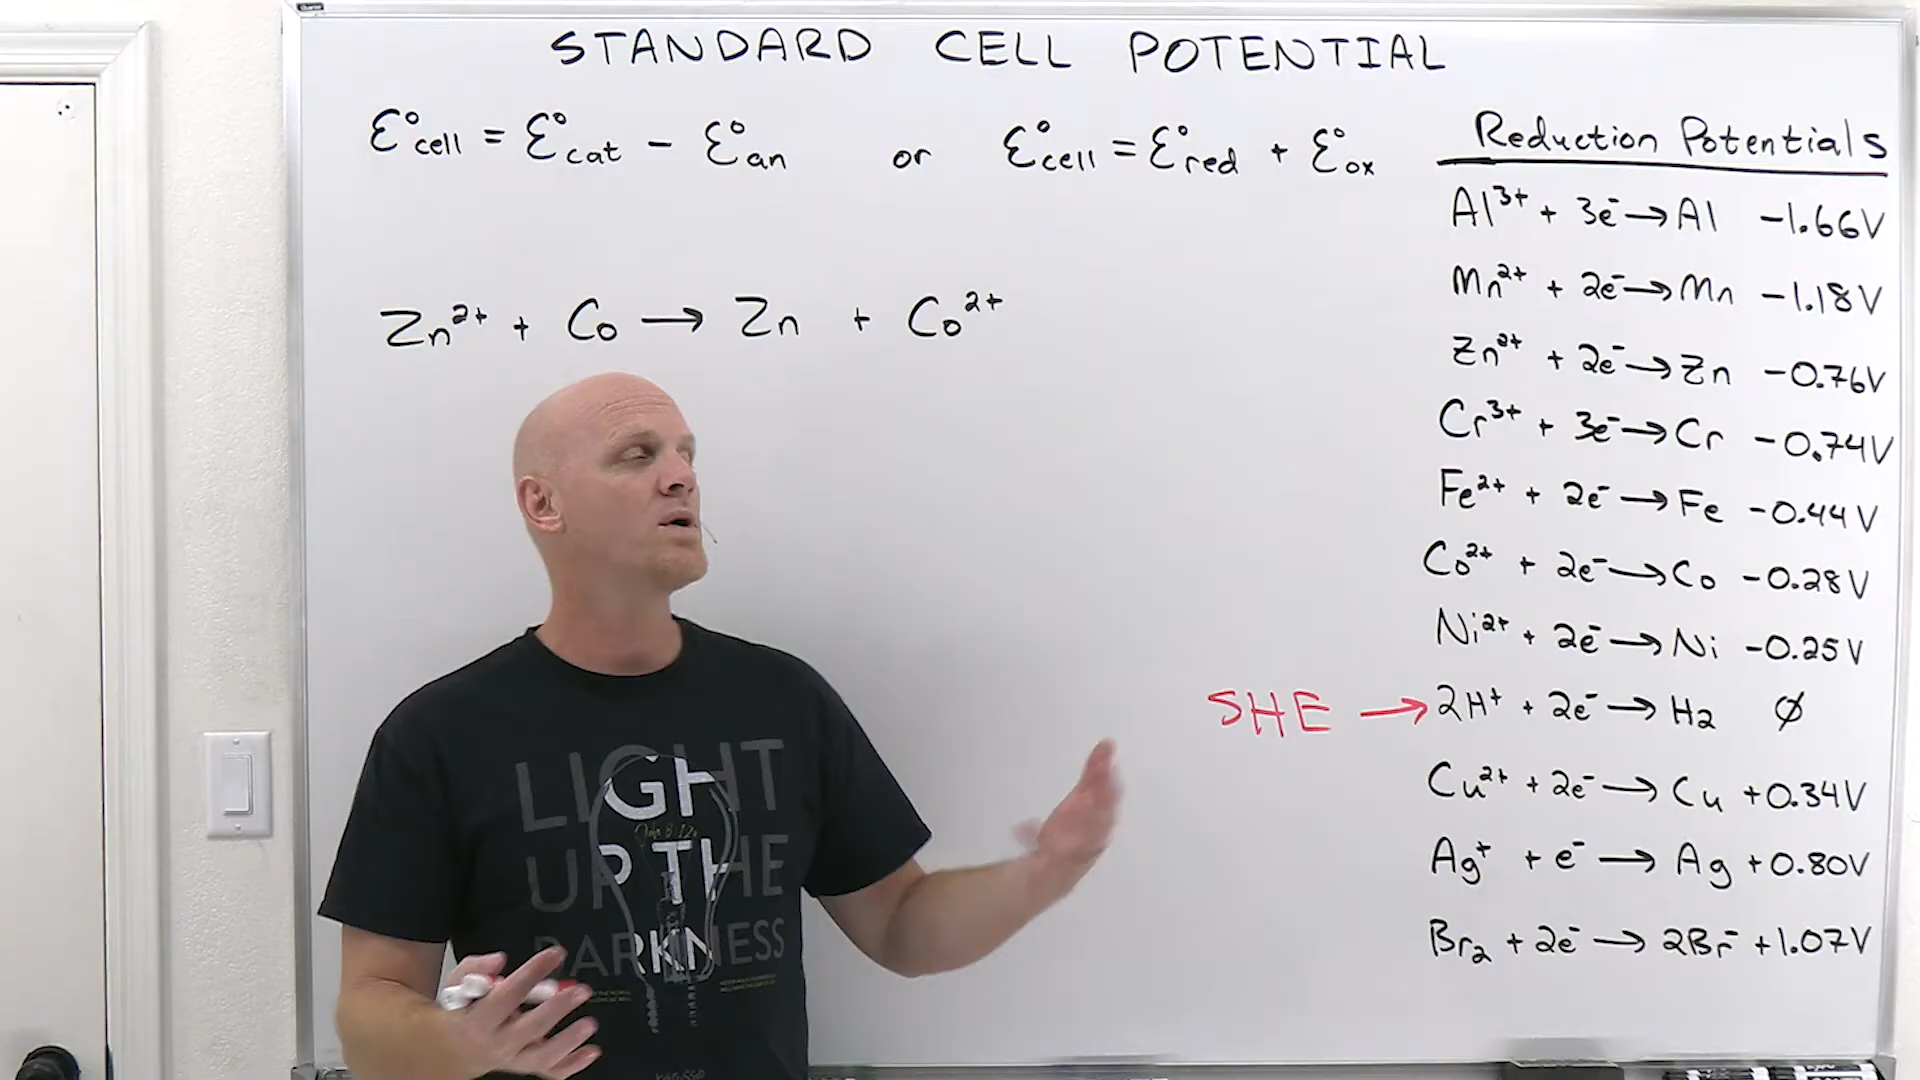 STANDARD CELL POTENTIAL
Ɛ°cell = Ɛ°cat − Ɛ°an or Ɛ°cell = Ɛ°red + Ɛ°ox
Zn²⁺ + Co → Zn + Co²⁺
Reduction Potentials
Al³⁺ + 3e⁻ → Al −1.66V
Mn²⁺ + 2e⁻ → Mn −1.18V
Zn²⁺ + 2e⁻ → Zn −0.76V
Cr³⁺ + 3e⁻ → Cr −0.74V
Fe²⁺ + 2e⁻ → Fe −0.44V
Co²⁺ + 2e⁻ → Co −0.28V
Ni²⁺ + 2e⁻ → Ni −0.25V
SHE → 2H⁺ + 2e⁻ → H₂ Ø
Cu²⁺ + 2e⁻ → Cu +0.34V
Ag⁺ + e⁻ → Ag +0.80V
Br₂ + 2e⁻ → 2Br⁻ +1.07V
LIGHT
John 8:12
UP THE
DARKNESS